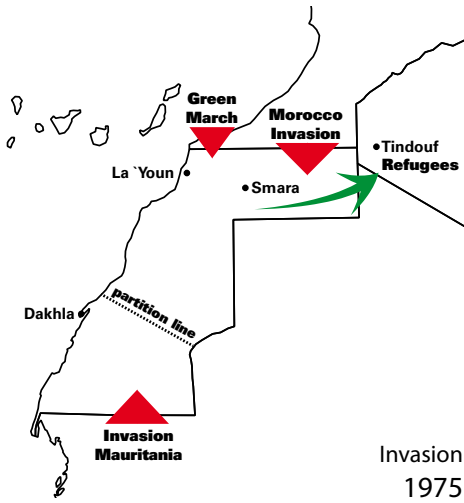 Green
March
Morocco
Invasion
Tindouf
Refugees
La `Youn
Smara
partition line
Dakhla
Invasion
Mauritania
Invasion
1975